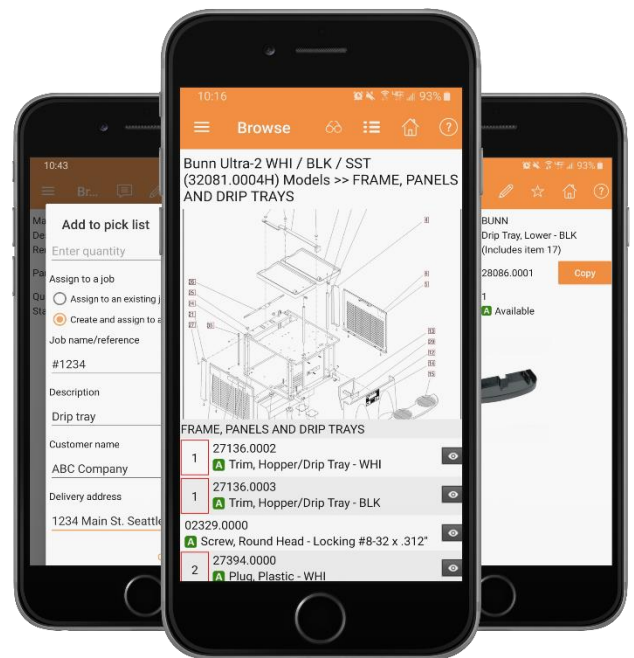 10:43
Br...
Add to pick list
Enter quantity
Assign to a job
Assign to an existing j
Create and assign to a
Job name/reference
#1234
Description
Drip tray
Customer name
ABC Company
Delivery address
1234 Main St. Seattle
10:16
93%
Browse
?
Bunn Ultra-2 WHI / BLK / SST
(32081.0004H) Models >> FRAME, PANELS
AND DRIP TRAYS
FRAME, PANELS AND DRIP TRAYS
1
27136.0002
A Trim, Hopper/Drip Tray - WHI
1
27136.0003
A Trim, Hopper/Drip Tray - BLK
02329.0000
A Screw, Round Head - Locking #8-32 x .312"
2
27394.0000
A Plug, Plastic - WHI
93%
?
BUNN
Drip Tray, Lower - BLK
(Includes item 17)
28086.0001
Copy
1
A Available